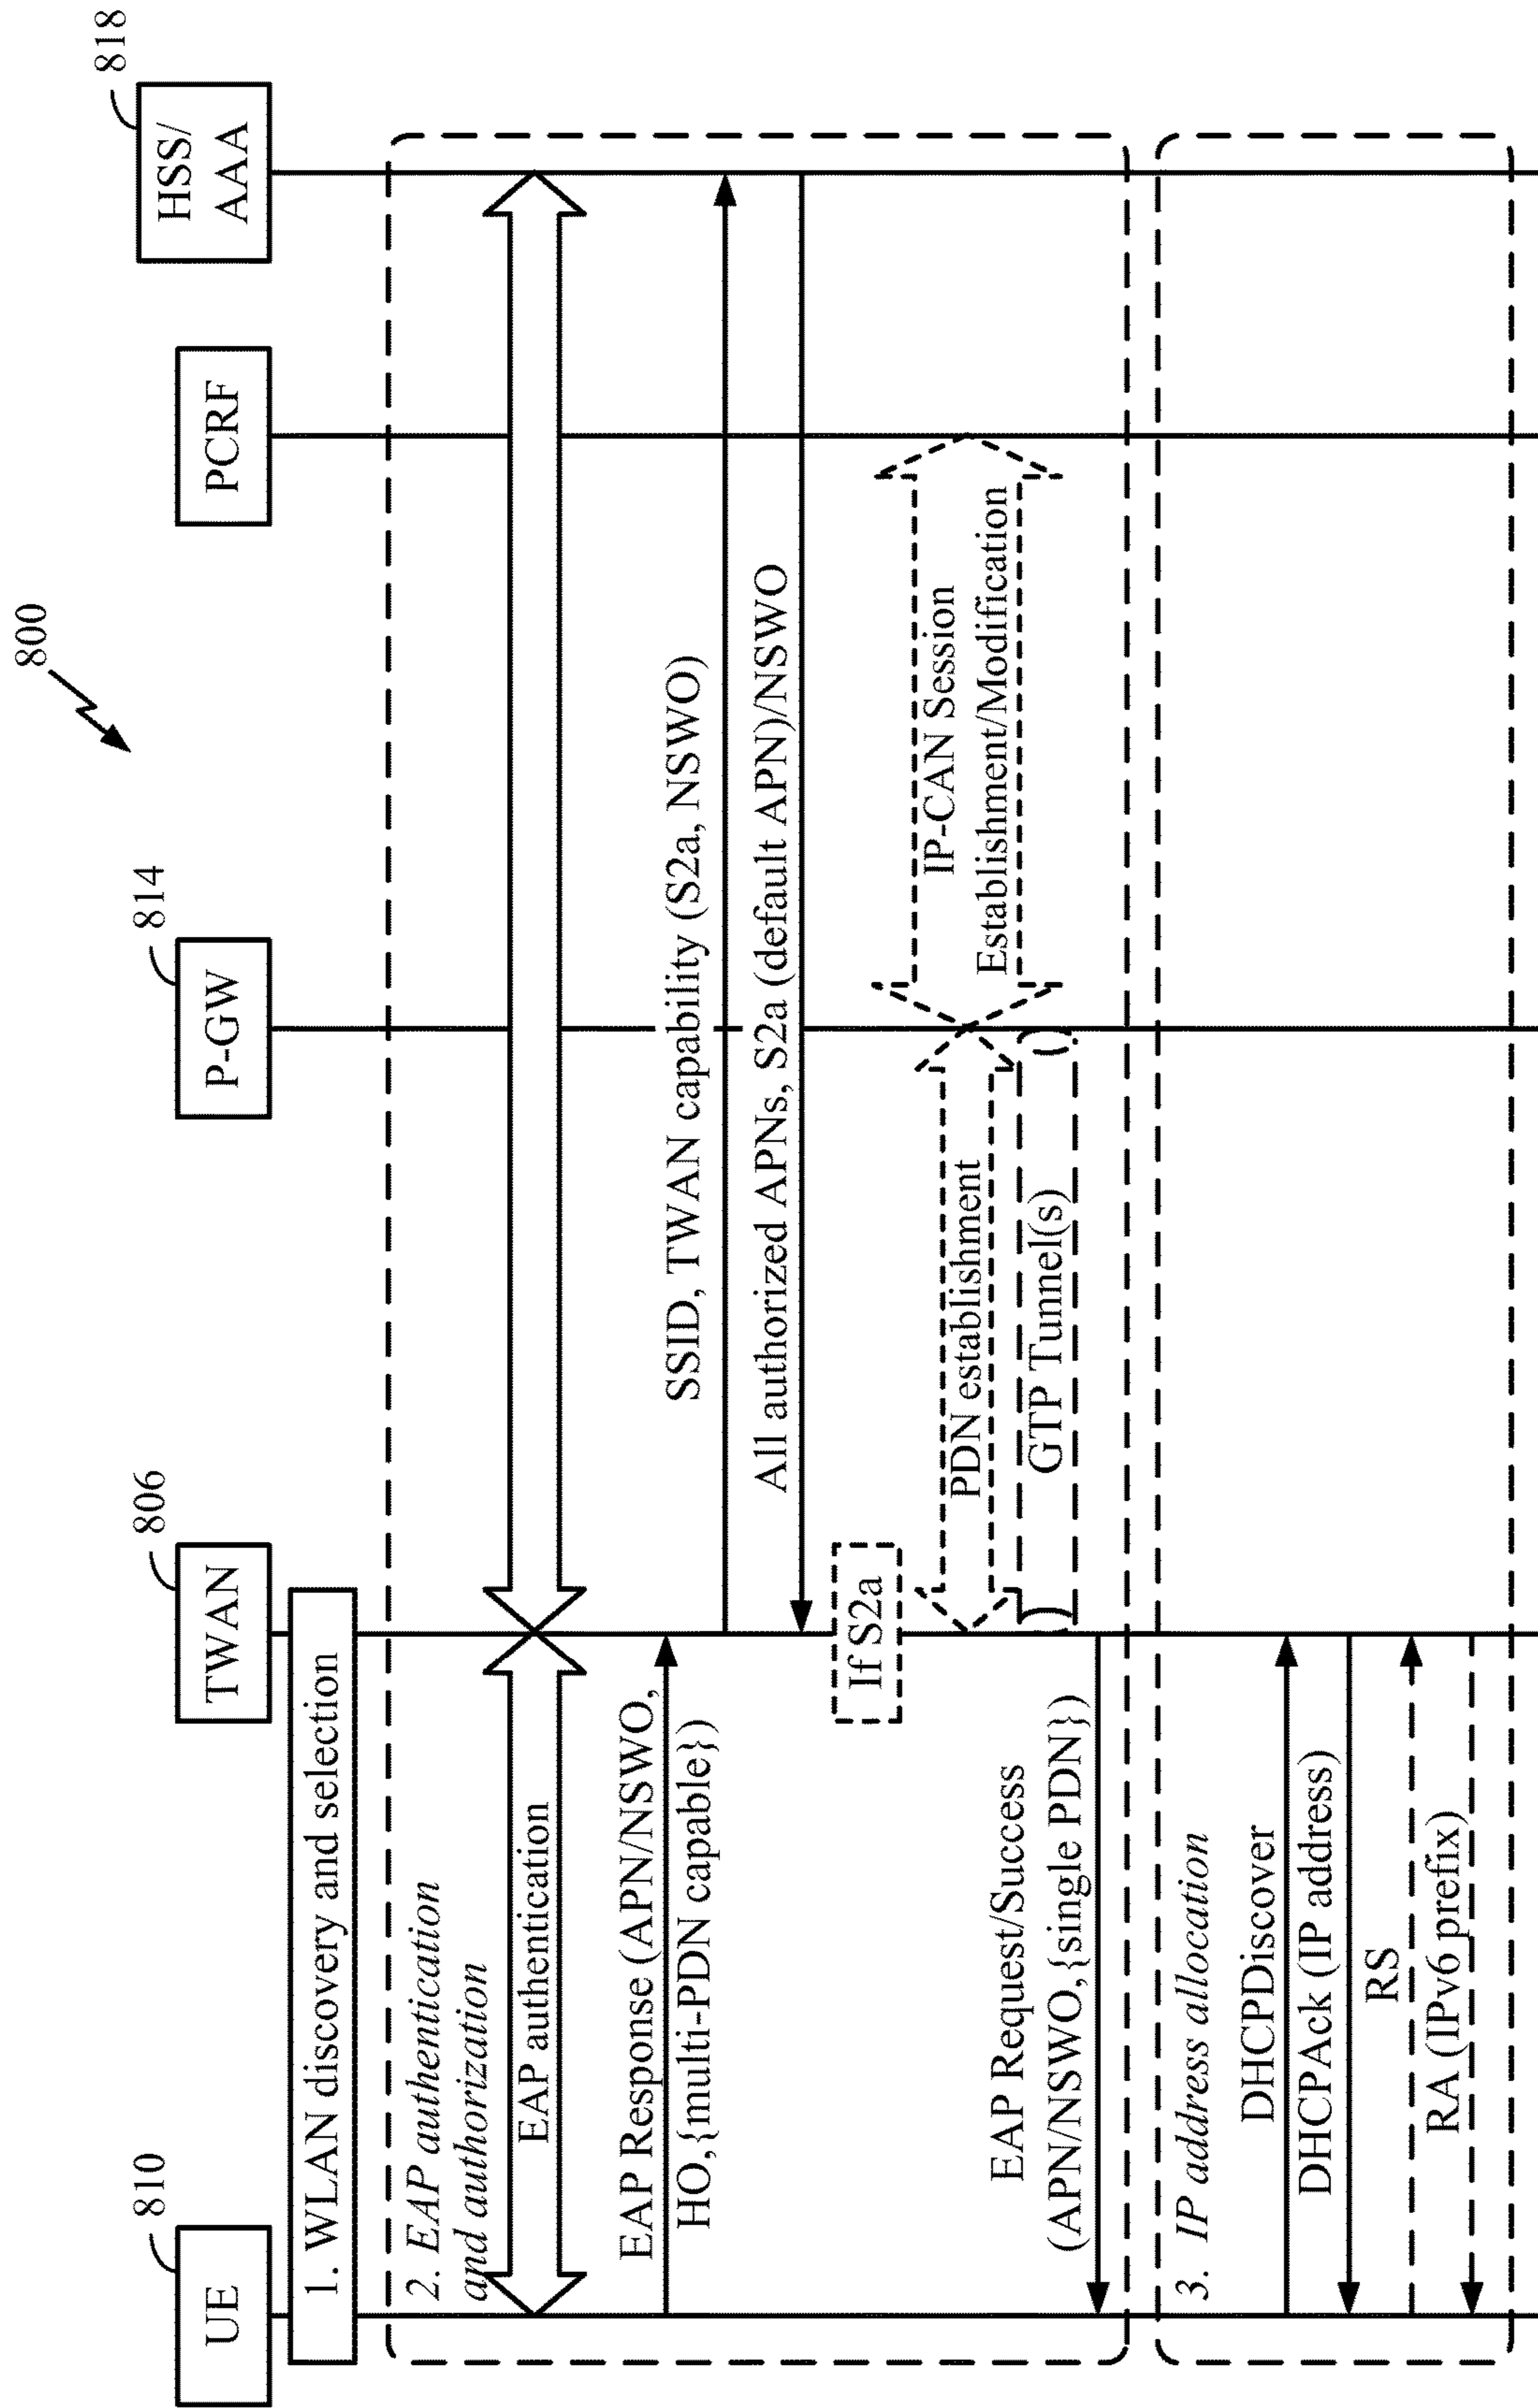 800
810
806
814
818
UE
TWAN
P-GW
PCRF
HSS/
AAA
1. WLAN discovery and selection
2. EAP authentication
and authorization
EAP authentication
EAP Response (APN/NSWO,
HO,{multi-PDN capable})
SSID, TWAN capability (S2a, NSWO)
All authorized APNs, S2a (default APN)/NSWO
If S2a
PDN establishment
IP-CAN Session
Establishment/Modification
GTP Tunnel(s)
EAP Request/Success
(APN/NSWO,{single PDN})
3. IP address allocation
DHCPDiscover
DHCPAck (IP address)
RS
RA (IPv6 prefix)